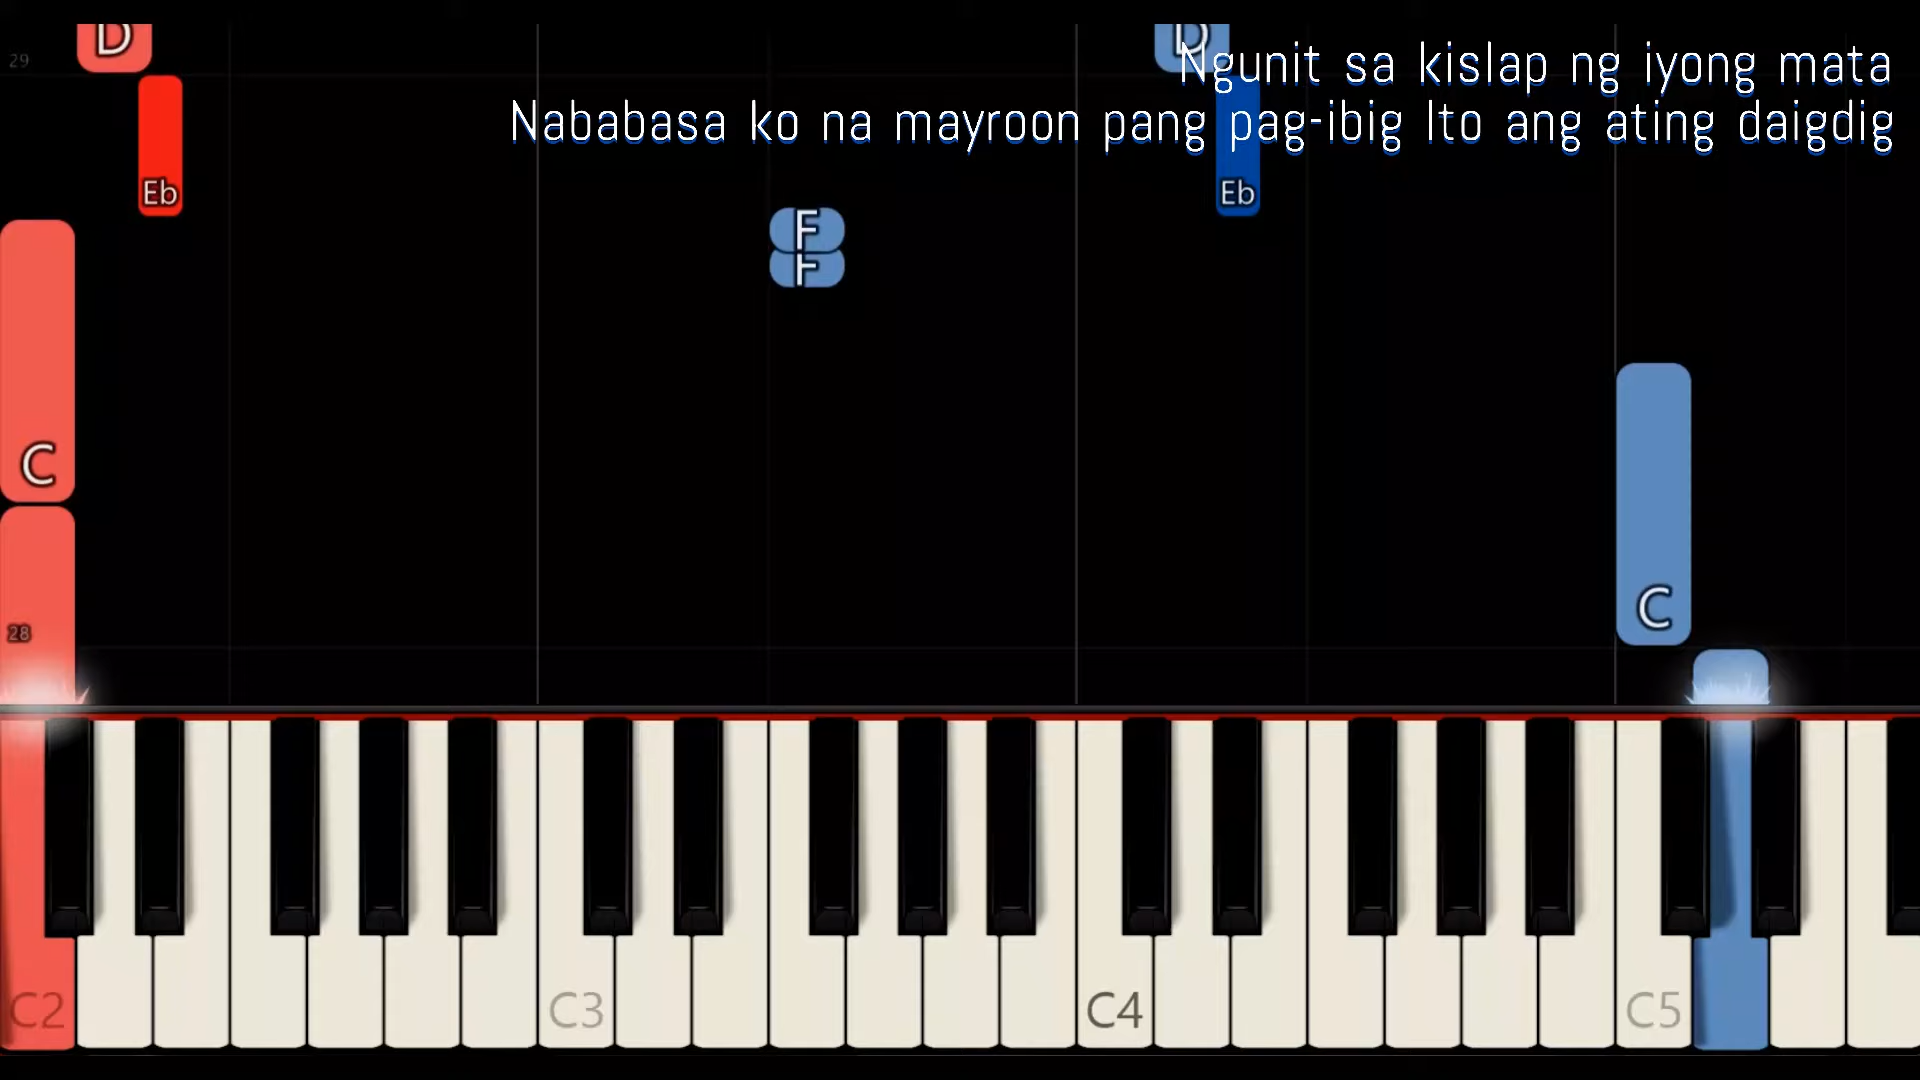 D
D
29
Ngunit sa kislap ng iyong mata
Nababasa ko na mayroon pang pag-ibig Ito ang ating daigdig
Eb
Eb
F
F
C
C
28
C2
C3
C4
C5